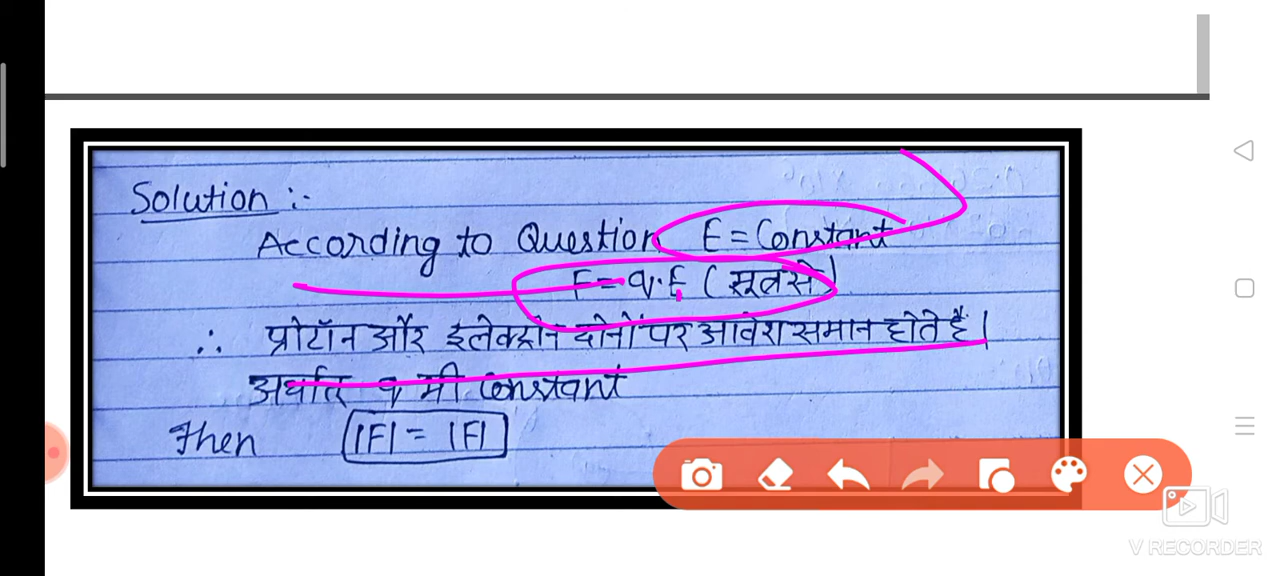 Solution :-
According to Question E = Constant
F = q.E (सूत्र से)
∴ प्रोटॉन और इलेक्ट्रॉन दोनों पर आवेश समान होते है।
अर्थात q भी Constant
Then |F| = |F|
V RECORDER